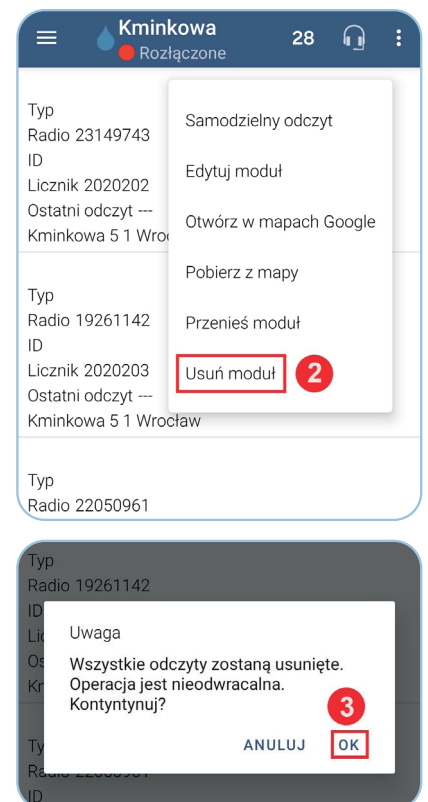 Kminkowa
Rozłączone
28
Typ
Radio 23149743
ID
Licznik 2020202
Ostatni odczyt ---
Kminkowa 5 1 Wro
Samodzielny odczyt
Edytuj moduł
Otwórz w mapach Google
Pobierz z mapy
Przenieś moduł
Usuń moduł
2
Typ
Radio 19261142
ID
Licznik 2020203
Ostatni odczyt ---
Kminkowa 5 1 Wrocław
Typ
Radio 22050961
Typ
Radio 19261142
ID
Uwaga
Wszystkie odczyty zostaną usunięte.
Operacja jest nieodwracalna.
Kontyntynuj?
3
ANULUJ OK
ID